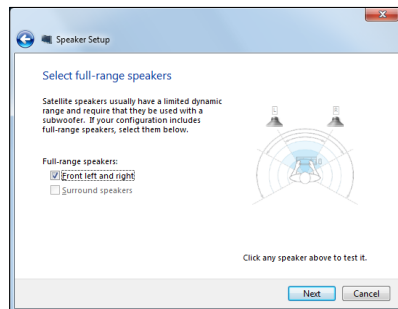 Speaker Setup
Select full-range speakers
Satellite speakers usually have a limited dynamic
range and require that they be used with a
subwoofer. If your configuration includes
full-range speakers, select them below.
Full-range speakers:
Front left and right
Surround speakers
Click any speaker above to test it.
Next Cancel